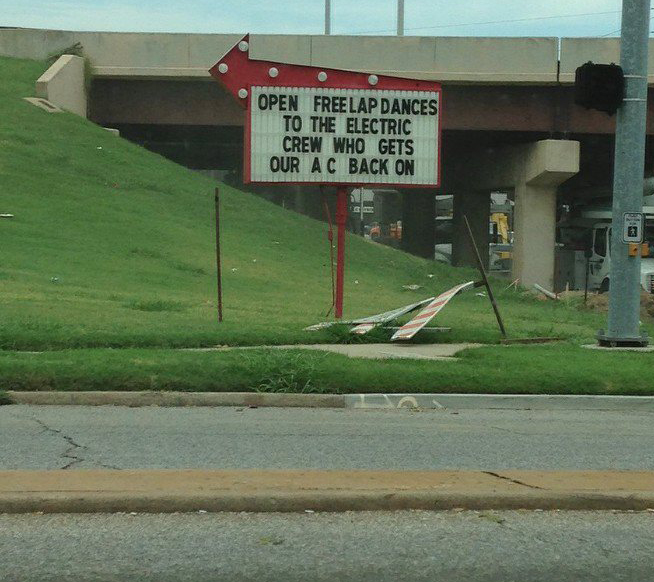 OPEN FREE LAP DANCES
TO THE ELECTRIC
CREW WHO GETS
OUR A C BACK ON